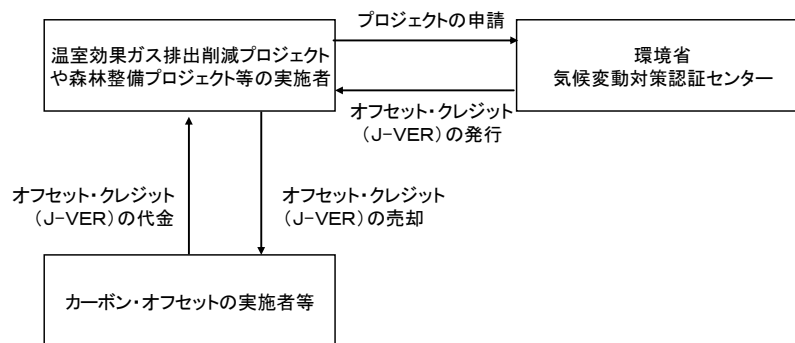 プロジェクトの申請
温室効果ガス排出削減プロジェクト
や森林整備プロジェクト等の実施者
環境省
気候変動対策認証センター
オフセット・クレジット
(J-VER)の発行
オフセット・クレジット
(J-VER)の代金
オフセット・クレジット
(J-VER)の売却
カーボン・オフセットの実施者等